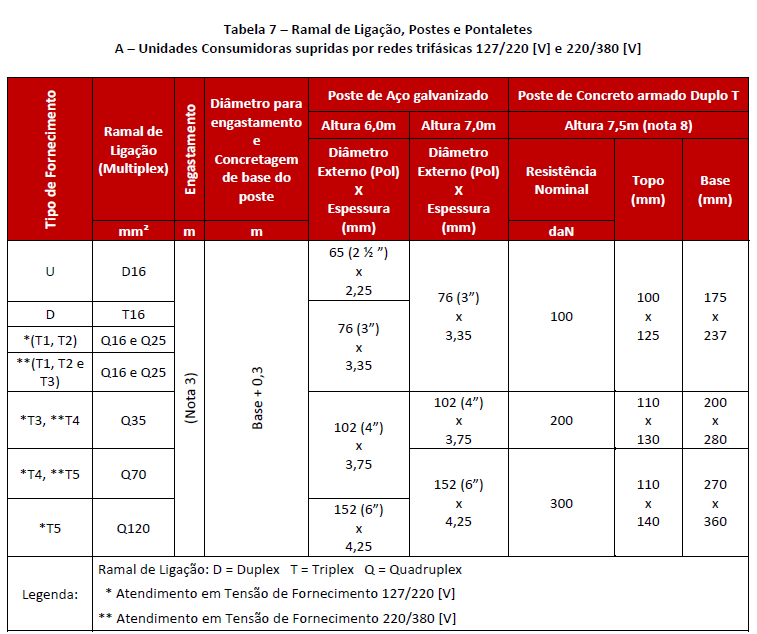 Tabela 7 – Ramal de Ligação, Postes e Pontaletes
A – Unidades Consumidoras supridas por redes trifásicas 127/220 [V] e 220/380 [V]
Tipo de Fornecimento
Ramal de
Ligação
(Multiplex)
mm²
Engastamento
m
Diâmetro para
engastamento
e
Concretagem
de base do
poste
m
Poste de Aço galvanizado
Altura 6,0m
Diâmetro
Externo (Pol)
X
Espessura
(mm)
Altura 7,0m
Diâmetro
Externo (Pol)
X
Espessura
(mm)
Poste de Concreto armado Duplo T
Altura 7,5m (nota 8)
Resistência
Nominal
daN
Topo
(mm)
Base
(mm)
U
D16
(Nota 3)
Base + 0,3
65 (2 ½ ”)
x
2,25
76 (3”)
x
3,35
100
100
x
125
175
x
237
D
T16
76 (3”)
x
3,35
*(T1, T2)
Q16 e Q25
**(T1, T2 e
T3)
Q16 e Q25
*T3, **T4
Q35
102 (4”)
x
3,75
102 (4”)
x
3,75
200
110
x
130
200
x
280
*T4, **T5
Q70
152 (6”)
x
4,25
300
110
x
140
270
x
360
*T5
Q120
152 (6”)
x
4,25
Legenda:
Ramal de Ligação: D = Duplex T = Triplex Q = Quadruplex
* Atendimento em Tensão de Fornecimento 127/220 [V]
** Atendimento em Tensão de Fornecimento 220/380 [V]